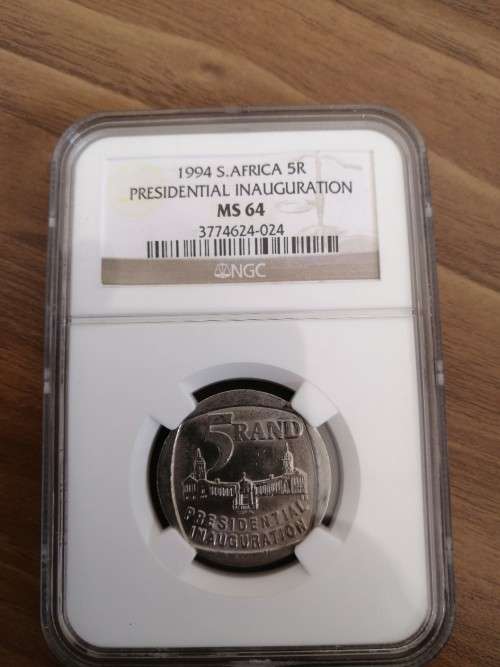 1994 S.AFRICA 5R
PRESIDENTIAL INAUGURATION
MS 64
3774624-024
NGC
5 RAND
PRESIDENTIAL
INAUGURATION